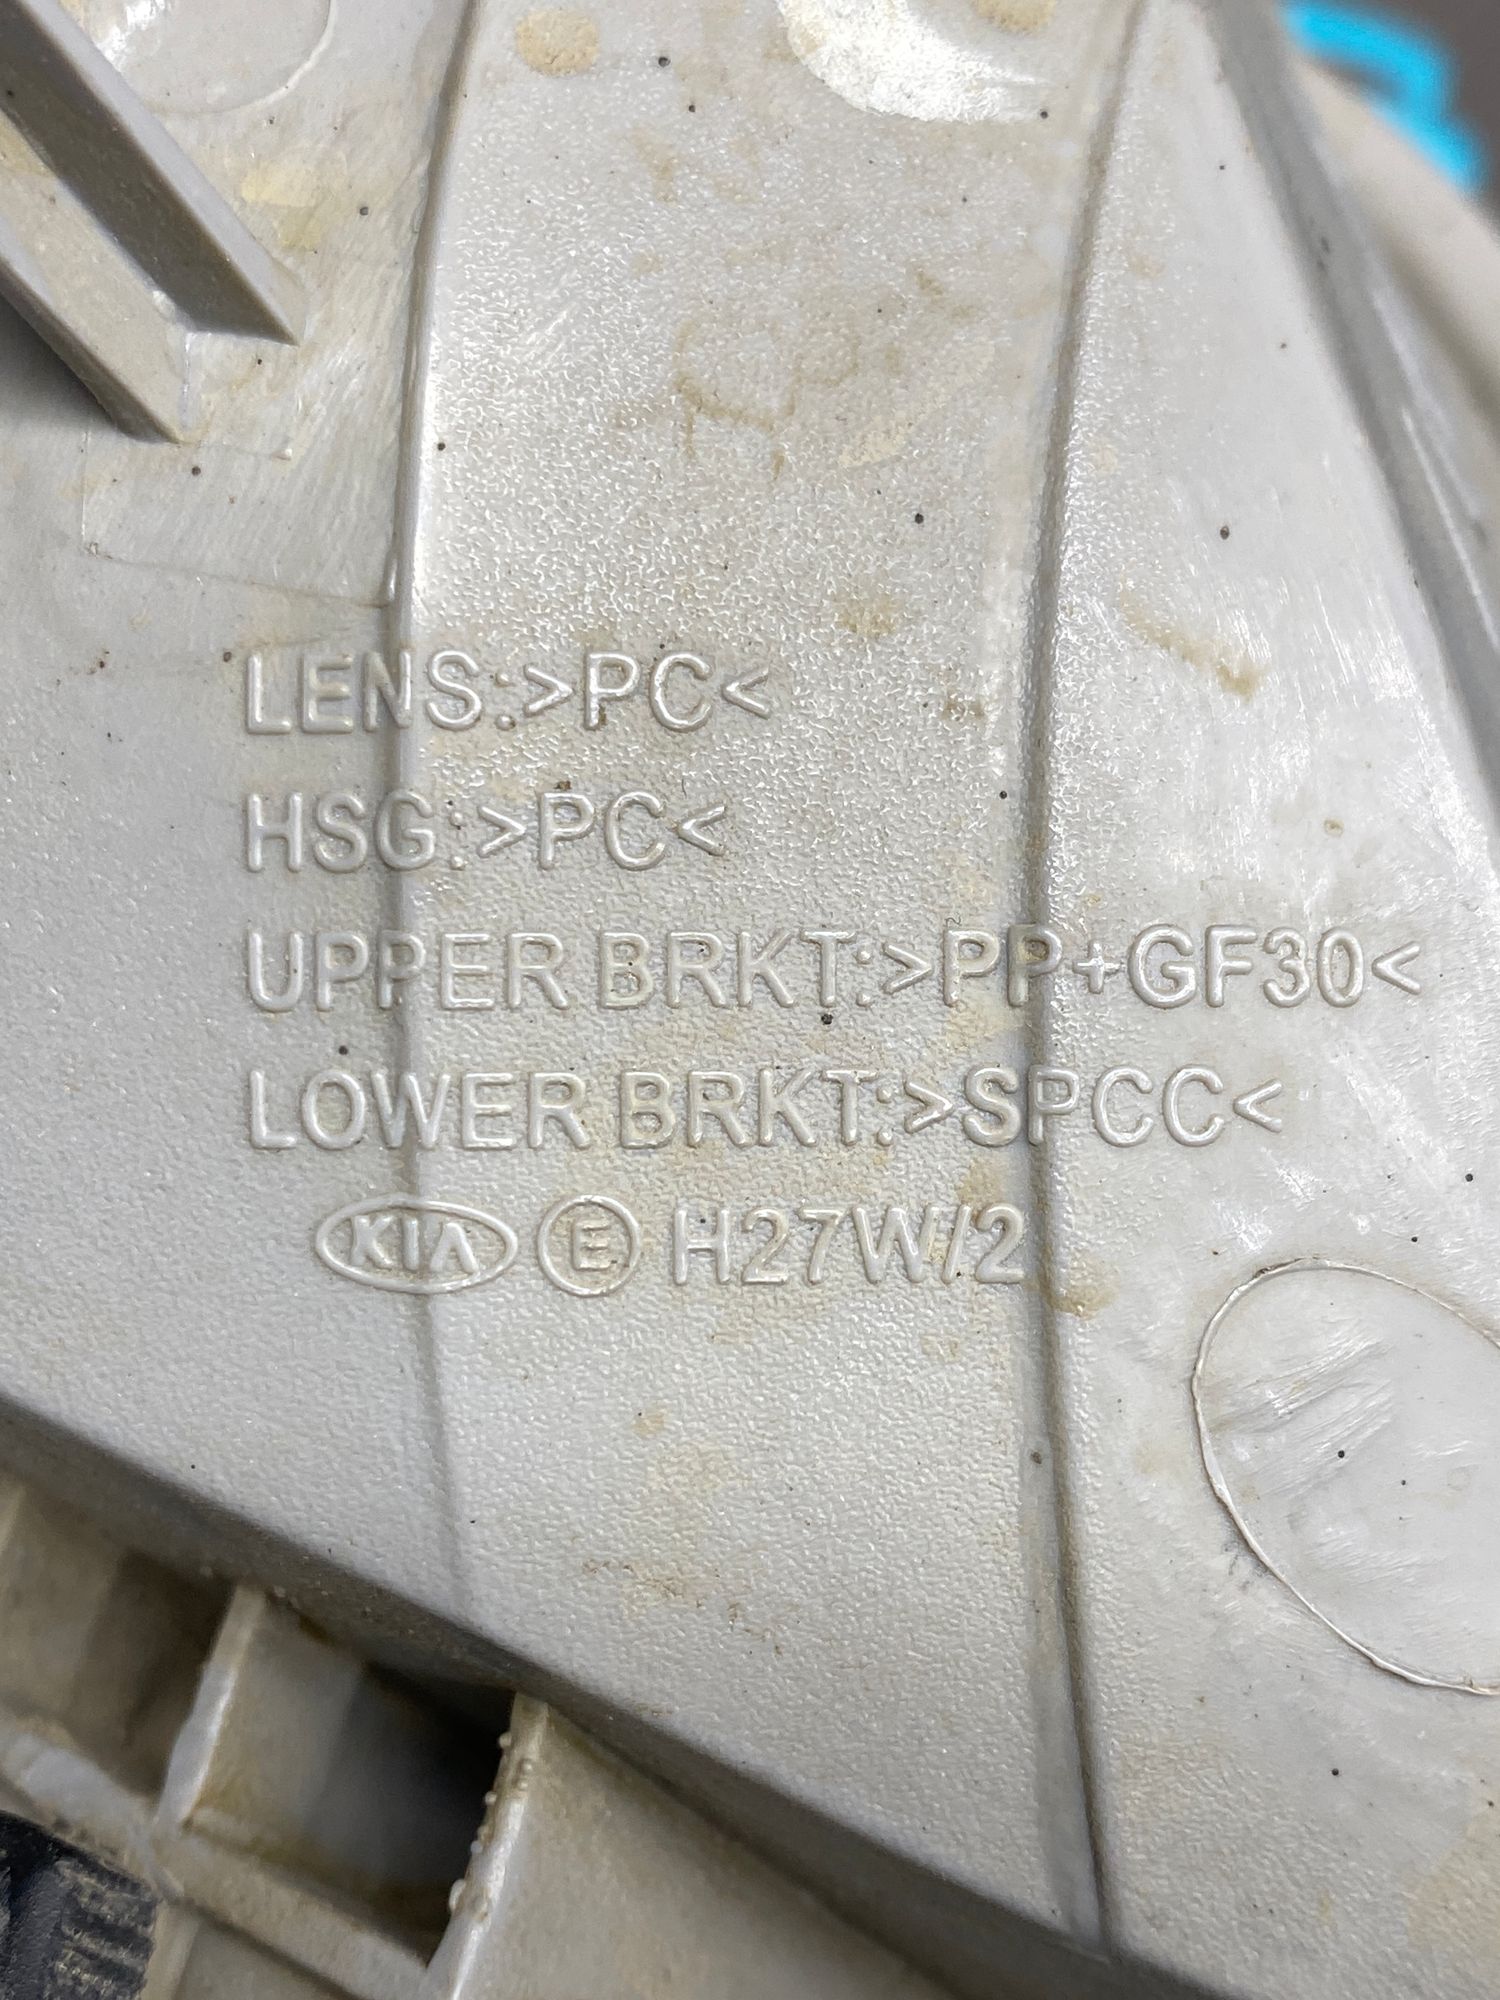 LENS:>PC<
HSG:>PC<
UPPER BRKT:>PP+GF30<
LOWER BRKT:>SPCC<
KIA E H27W/2